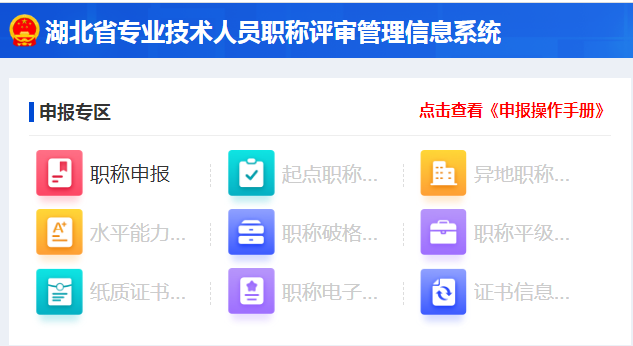 湖北省专业技术人员职称评审管理信息系统
申报专区
点击查看《申报操作手册》
职称申报
起点职称...
异地职称...
A+
水平能力...
职称破格...
职称平级...
纸质证书...
职称电子...
证书信息...